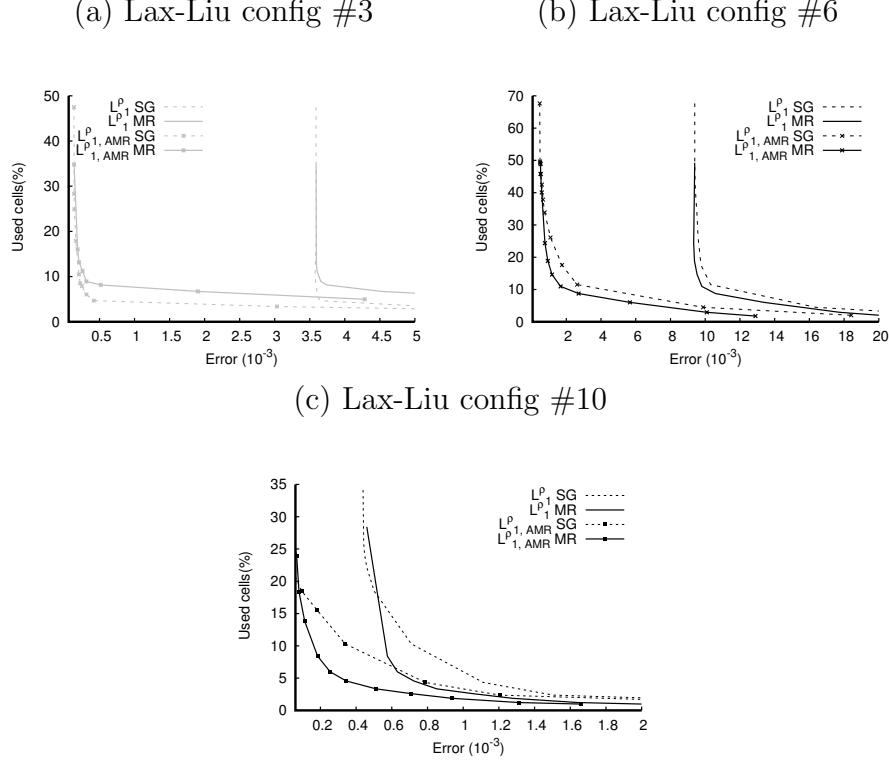 (a) Lax-Liu config #3
(b) Lax-Liu config #6
50
40
30
20
10
0
Used cells(%)
0.5 1 1.5 2 2.5 3 3.5 4 4.5 5
Error (10^-3)
L^ρ_1 SG
L^ρ_1 MR
L^ρ_1, AMR SG
L^ρ_1, AMR MR
70
60
50
40
30
20
10
0
Used cells(%)
2 4 6 8 10 12 14 16 18 20
Error (10^-3)
L^ρ_1 SG
L^ρ_1 MR
L^ρ_1, AMR SG
L^ρ_1, AMR MR
(c) Lax-Liu config #10
35
30
25
20
15
10
5
0
Used cells(%)
0.2 0.4 0.6 0.8 1 1.2 1.4 1.6 1.8 2
Error (10^-3)
L^ρ_1 SG
L^ρ_1 MR
L^ρ_1, AMR SG
L^ρ_1, AMR MR